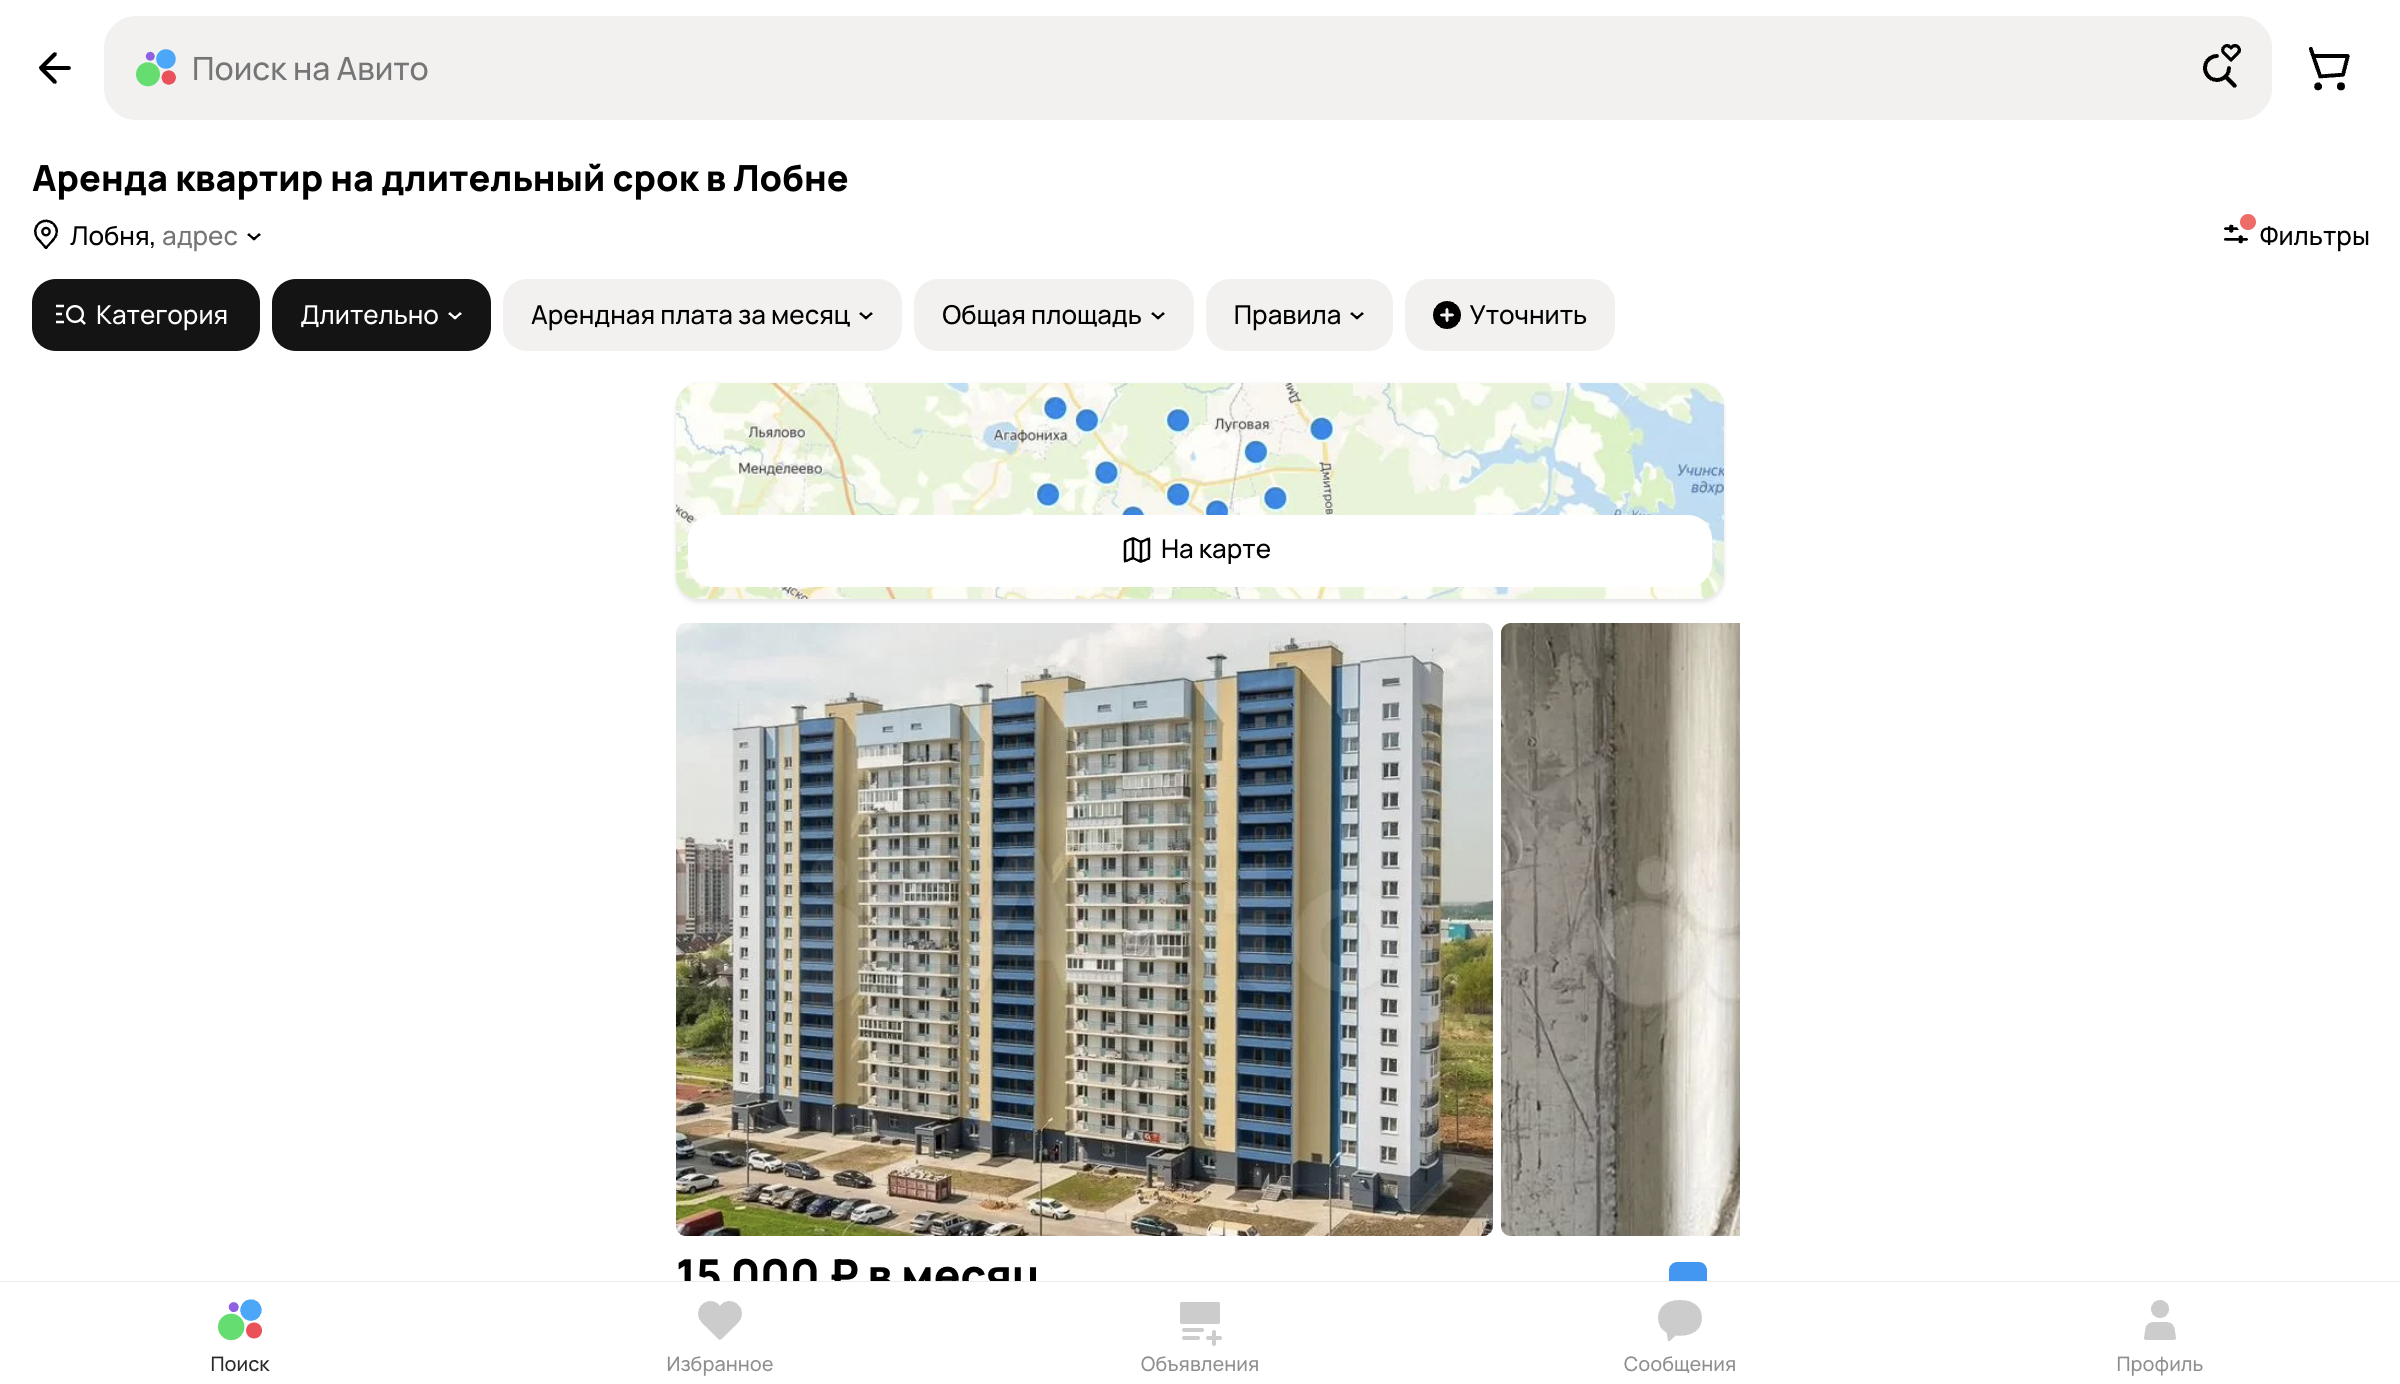 Поиск на Авито
Аренда квартир на длительный срок в Лобне
Лобня, адрес
Фильтры
Категория
Длительно
Арендная плата за месяц
Общая площадь
Правила
Уточнить
Льялово
Менделеево
Агафониха
Луговая
Дмитров
Учинск
вдхр
На карте
15 000 ₽ в месяц
Поиск
Избранное
Объявления
Сообщения
Профиль